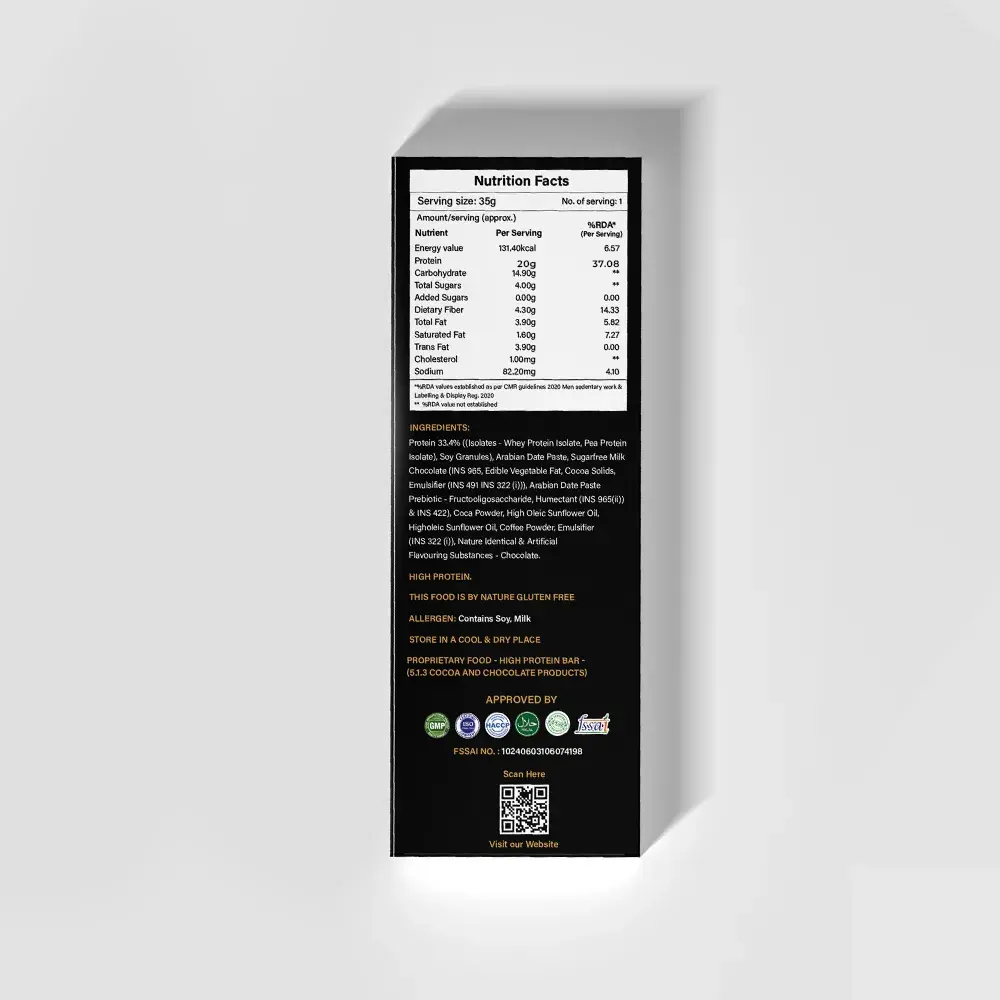 Nutrition Facts
Serving size: 35g No. of serving: 1
Amount/serving (approx.)
Nutrient Per Serving %RDA* (Per Serving)
Energy value 131.40kcal 6.57
Protein 20g 37.08
Carbohydrate 14.90g **
Total Sugars 4.00g **
Added Sugars 0.00g 0.00
Dietary Fiber 4.30g 14.33
Total Fat 3.90g 5.82
Saturated Fat 1.60g 7.27
Trans Fat 3.90g 0.00
Cholesterol 1.00mg **
Sodium 82.20mg 4.10
*%RDA values established as per CMR guidelines 2020 Men sedentary work &
Labelling & Display Reg. 2020
** %RDA value not established
INGREDIENTS:
Protein 33.4% ((Isolates - Whey Protein Isolate, Pea Protein
Isolate), Soy Granules), Arabian Date Paste, Sugarfree Milk
Chocolate (INS 965, Edible Vegetable Fat, Cocoa Solids,
Emulsifier (INS 491 INS 322 (i))), Arabian Date Paste
Prebiotic - Fructooligosaccharide, Humectant (INS 965(ii))
& INS 422), Coca Powder, High Oleic Sunflower Oil,
Higholeic Sunflower Oil, Coffee Powder, Emulsifier
(INS 322 (i)), Nature Identical & Artificial
Flavouring Substances - Chocolate.
HIGH PROTEIN.
THIS FOOD IS BY NATURE GLUTEN FREE
ALLERGEN: Contains Soy, Milk
STORE IN A COOL & DRY PLACE
PROPRIETARY FOOD - HIGH PROTEIN BAR -
(5.1.3 COCOA AND CHOCOLATE PRODUCTS)
APPROVED BY
GMP ISO HACCP حلال HALAL fssai
FSSAI NO. : 10240603106074198
Scan Here
Visit our Website